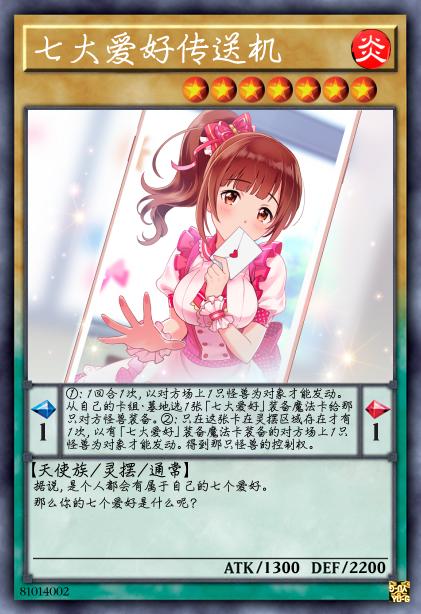 七大爱好传送机
炎
①: 1回合1次, 以对方场上1只怪兽为对象才能发动。
从自己的卡组·墓地选1张「七大爱好」装备魔法卡给那
只对方怪兽装备。②: 只在这张卡在灵摆区域存在才有
1次, 以有「七大爱好」装备魔法卡装备的对方场上1只
怪兽为对象才能发动。得到那只怪兽的控制权。
1
1
【天使族/灵摆/通常】
据说, 是个人都会有属于自己的七个爱好。
那么你的七个爱好是什么呢?
ATK/1300 DEF/2200
81014002